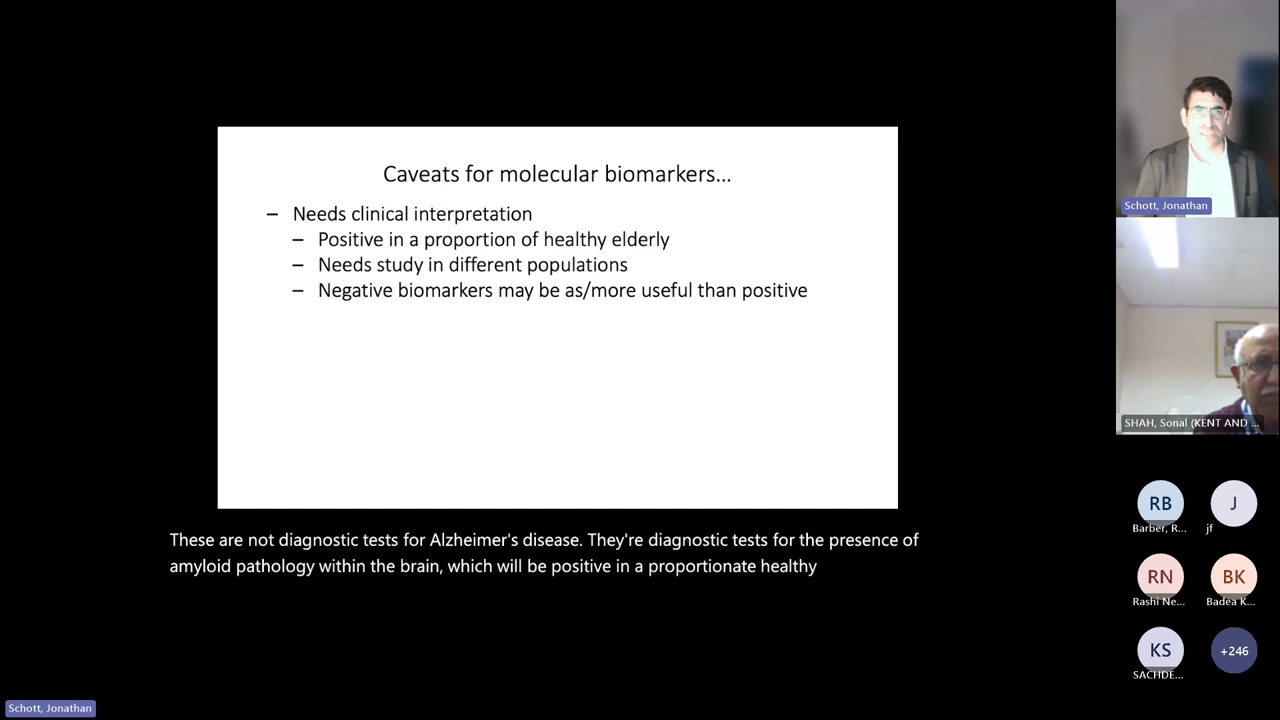 Caveats for molecular biomarkers...
– Needs clinical interpretation
– Positive in a proportion of healthy elderly
– Needs study in different populations
– Negative biomarkers may be as/more useful than positive
These are not diagnostic tests for Alzheimer's disease. They're diagnostic tests for the presence of
amyloid pathology within the brain, which will be positive in a proportionate healthy
Schott, Jonathan
Schott, Jonathan
SHAH, Sonal (KENT AND ...
RB
Barber, R...
J
jf
RN
Rashi Ne...
BK
Badea K...
KS
SACHDE...
+246